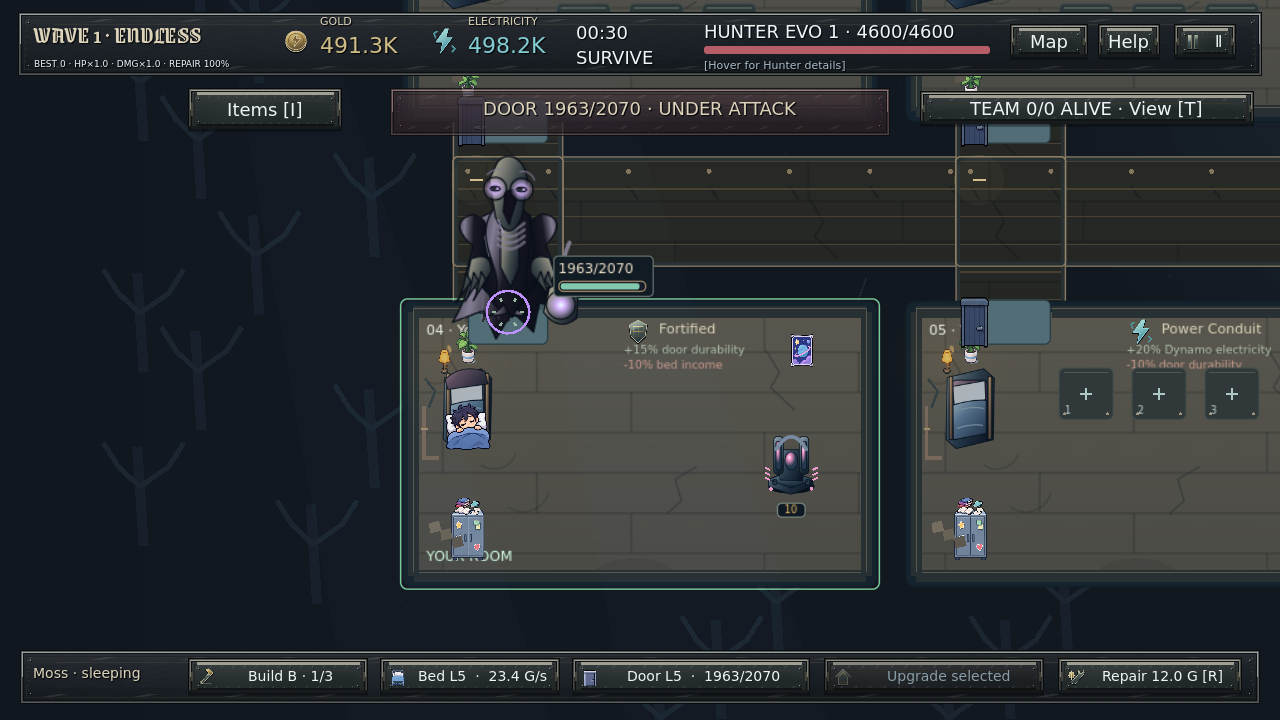 WAVE 1 · ENDLESS
BEST 0 · HP×1.0 · DMG×1.0 · REPAIR 100%
GOLD
491.3K
ELECTRICITY
498.2K
00:30
SURVIVE
HUNTER EVO 1 · 4600/4600
[Hover for Hunter details]
Map
Help
Items [I]
DOOR 1963/2070 · UNDER ATTACK
TEAM 0/0 ALIVE · View [T]
1963/2070
04 ·
Fortified
+15% door durability
-10% bed income
10
YOUR ROOM
05 ·
Power Conduit
+20% Dynamo electricity
-10% door durability
1
2
3
Moss · sleeping
Build B · 1/3
Bed L5 · 23.4 G/s
Door L5 · 1963/2070
Upgrade selected
Repair 12.0 G [R]